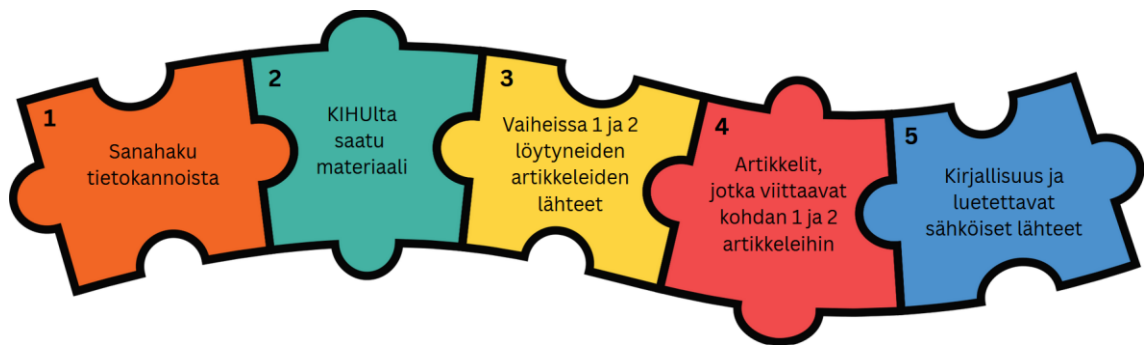 1
Sanahaku
tietokannoista
2
KIHUlta
saatu
materiaali
3
Vaiheissa 1 ja 2
löytyneiden
artikkeleiden
lähteet
4
Artikkelit,
jotka viittaavat
kohdan 1 ja 2
artikkeleihin
5
Kirjallisuus ja
luetettavat
sähköiset lähteet